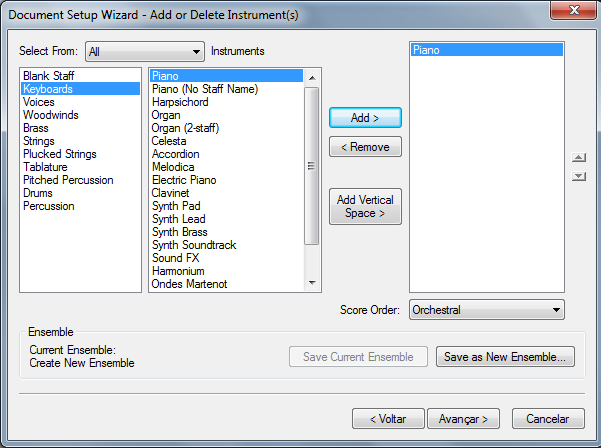 Document Setup Wizard - Add or Delete Instrument(s)
Select From: All Instruments
Blank Staff
Keyboards
Voices
Woodwinds
Brass
Strings
Plucked Strings
Tablature
Pitched Percussion
Drums
Percussion
Piano
Piano (No Staff Name)
Harpsichord
Organ
Organ (2-staff)
Celesta
Accordion
Melodica
Electric Piano
Clavinet
Synth Pad
Synth Lead
Synth Brass
Synth Soundtrack
Sound FX
Harmonium
Ondes Martenot
Add >
< Remove
Add Vertical
Space >
Piano
Score Order: Orchestral
Ensemble
Current Ensemble:
Create New Ensemble
Save Current Ensemble
Save as New Ensemble...
< Voltar
Avançar >
Cancelar